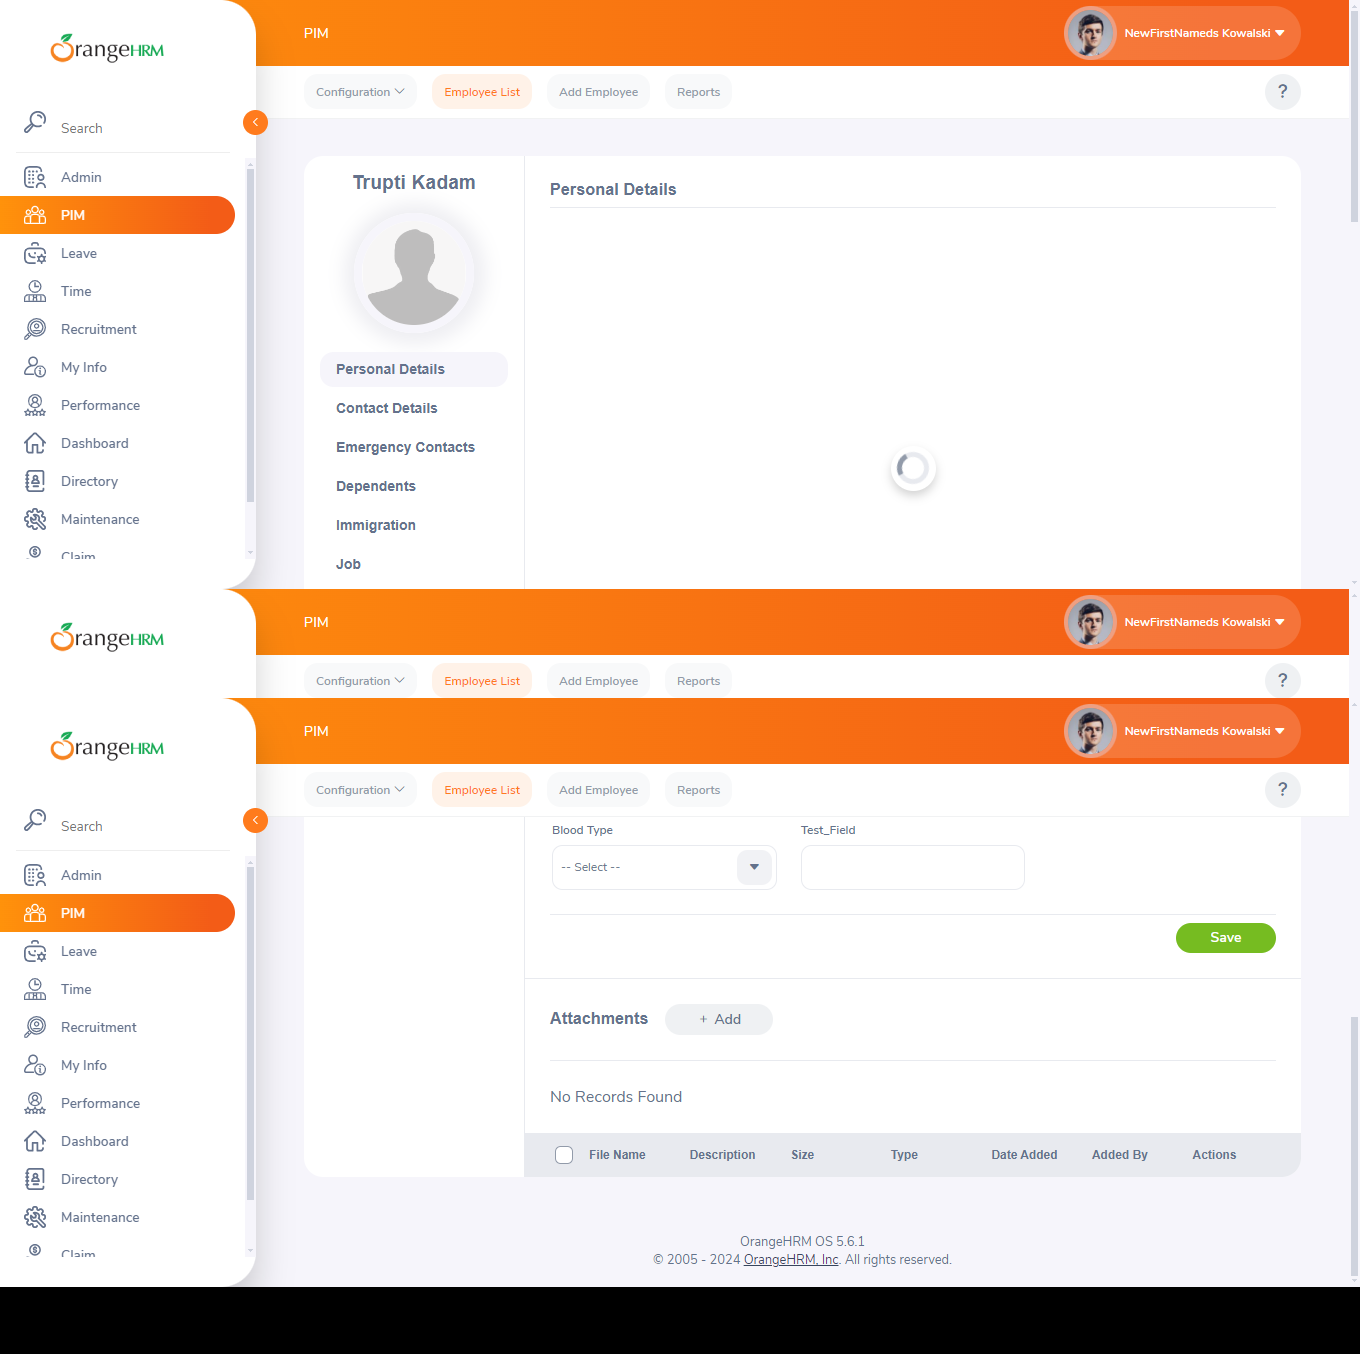 OrangeHRM
PIM
NewFirstNameds Kowalski
Configuration
Employee List
Add Employee
Reports
?
Search
Admin
PIM
Leave
Time
Recruitment
My Info
Performance
Dashboard
Directory
Maintenance
Claim
Trupti Kadam
Personal Details
Contact Details
Emergency Contacts
Dependents
Immigration
Job
Personal Details
OrangeHRM
PIM
NewFirstNameds Kowalski
Configuration
Employee List
Add Employee
Reports
?
OrangeHRM
PIM
NewFirstNameds Kowalski
Configuration
Employee List
Add Employee
Reports
?
Search
Admin
PIM
Leave
Time
Recruitment
My Info
Performance
Dashboard
Directory
Maintenance
Claim
Blood Type
Test_Field
-- Select --
Save
Attachments
+ Add
No Records Found
File Name Description Size Type Date Added Added By Actions
OrangeHRM OS 5.6.1
© 2005 - 2024 OrangeHRM, Inc. All rights reserved.